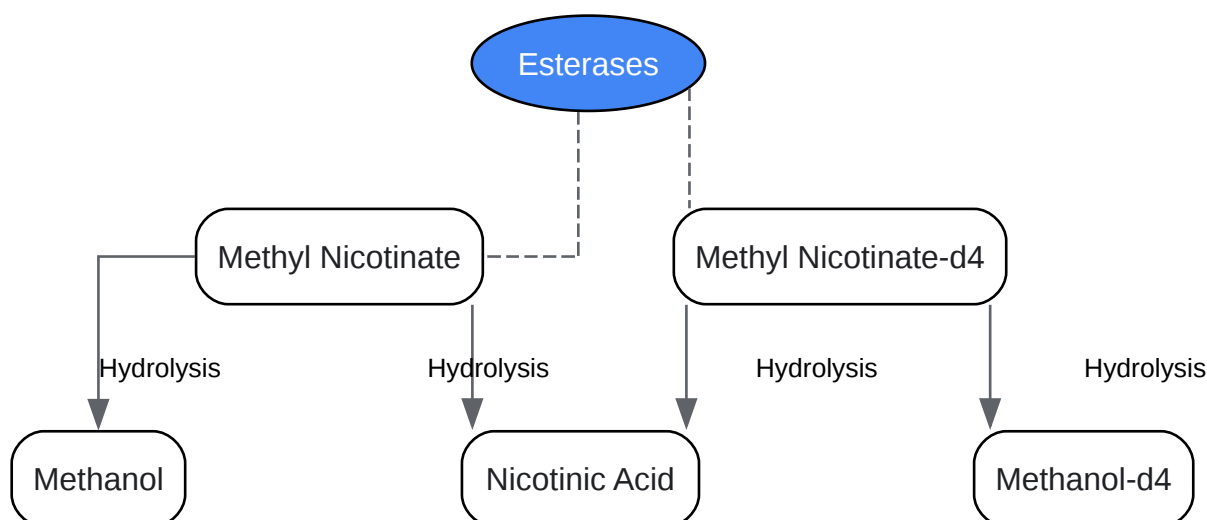 Esterases
Methyl Nicotinate
Methyl Nicotinate-d4
Hydrolysis
Hydrolysis
Hydrolysis
Hydrolysis
Methanol
Nicotinic Acid
Methanol-d4